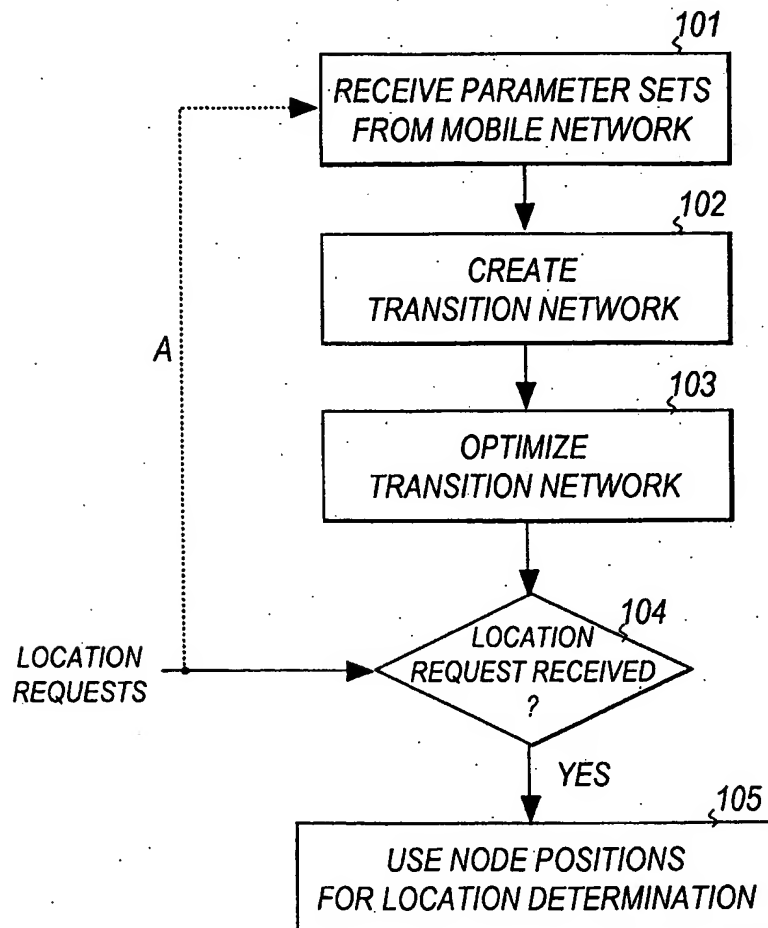 101
RECEIVE PARAMETER SETS
FROM MOBILE NETWORK
102
CREATE
TRANSITION NETWORK
A
103
OPTIMIZE
TRANSITION NETWORK
104
LOCATION
REQUEST RECEIVED
?
LOCATION
REQUESTS
YES
105
USE NODE POSITIONS
FOR LOCATION DETERMINATION